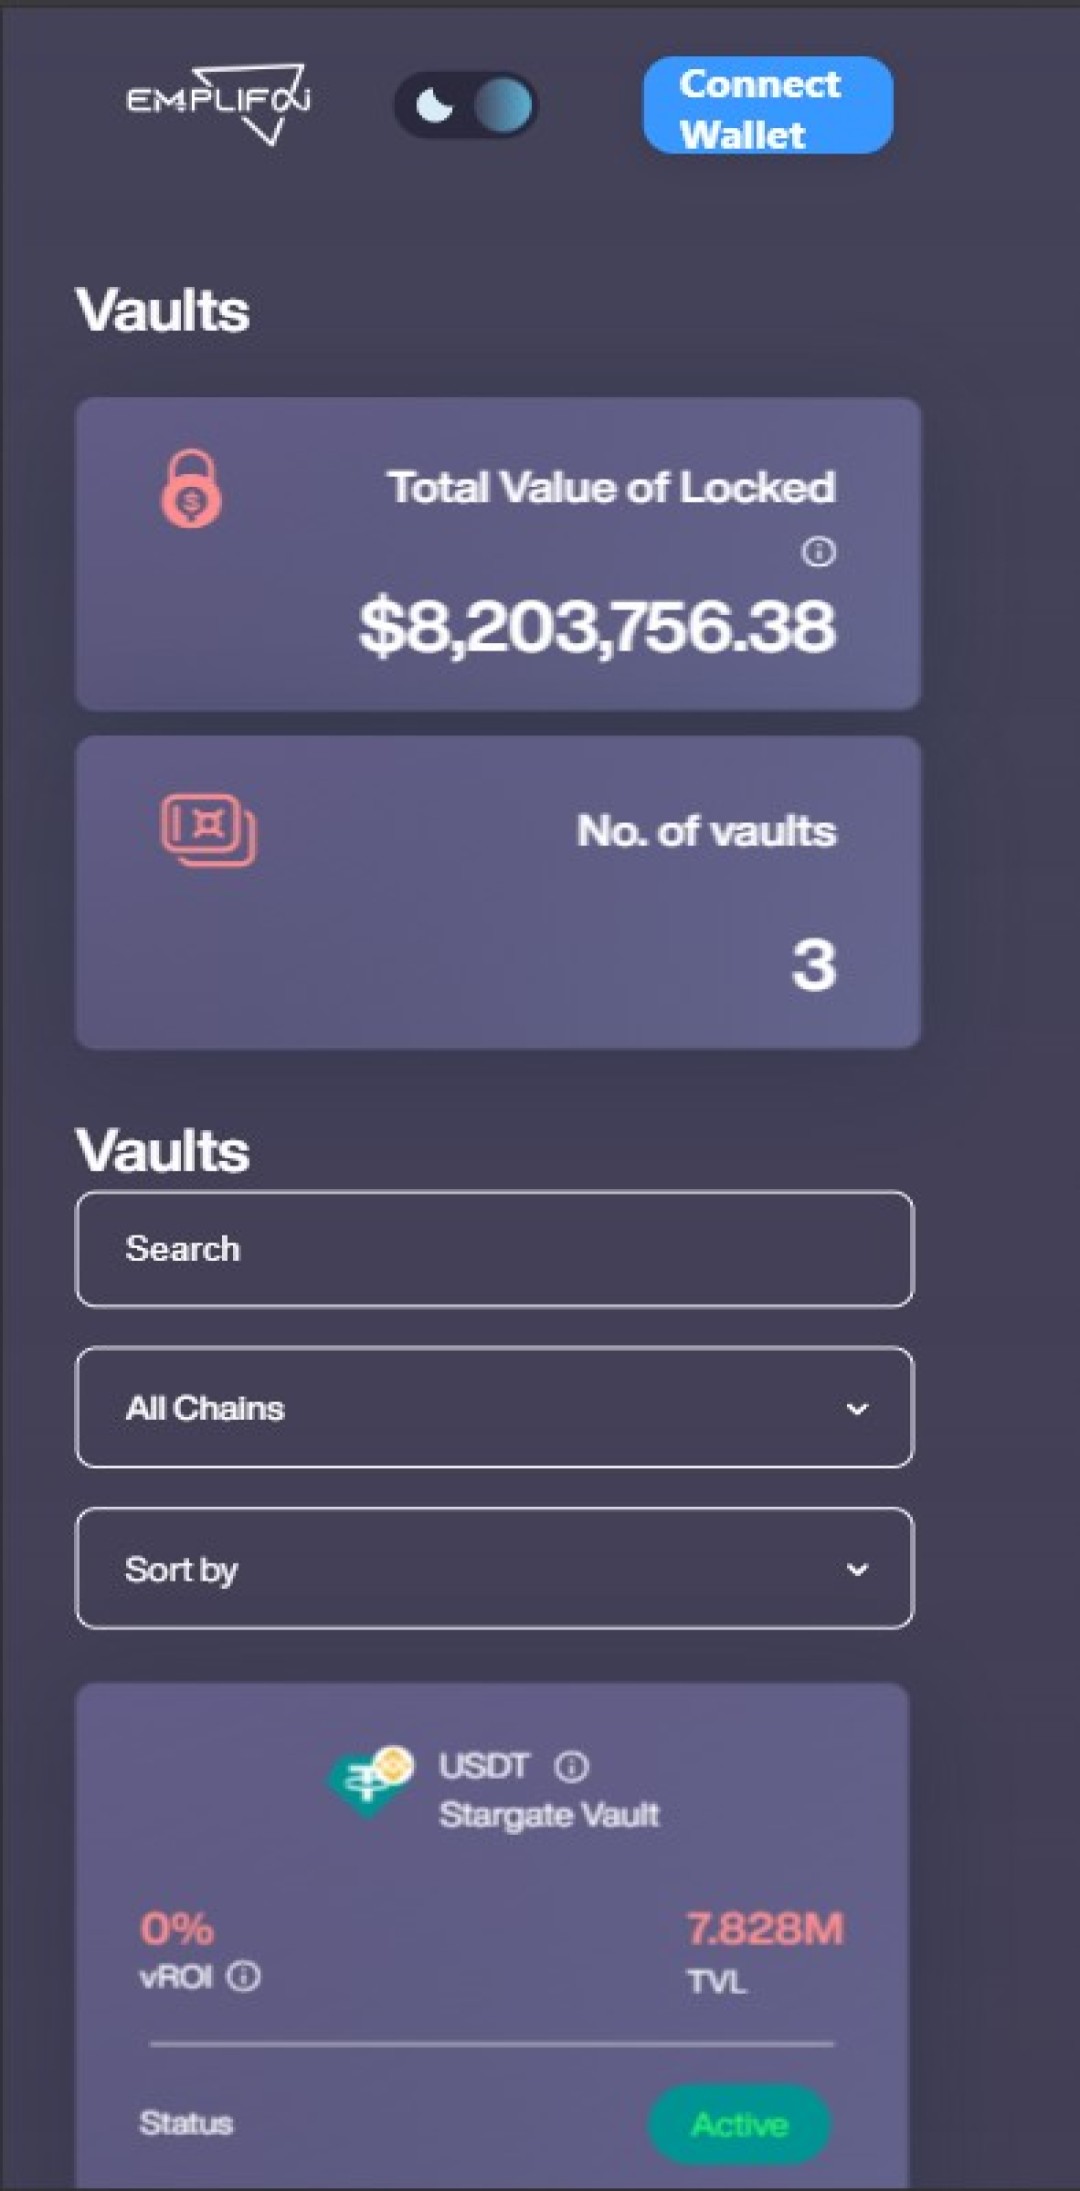 EMPLIFAI
Connect
Wallet
Vaults
Total Value of Locked
$8,203,756.38
No. of vaults
3
Vaults
Search
All Chains
Sort by
USDT
Stargate Vault
0%
7.828M
vROI
TVL
Status
Active